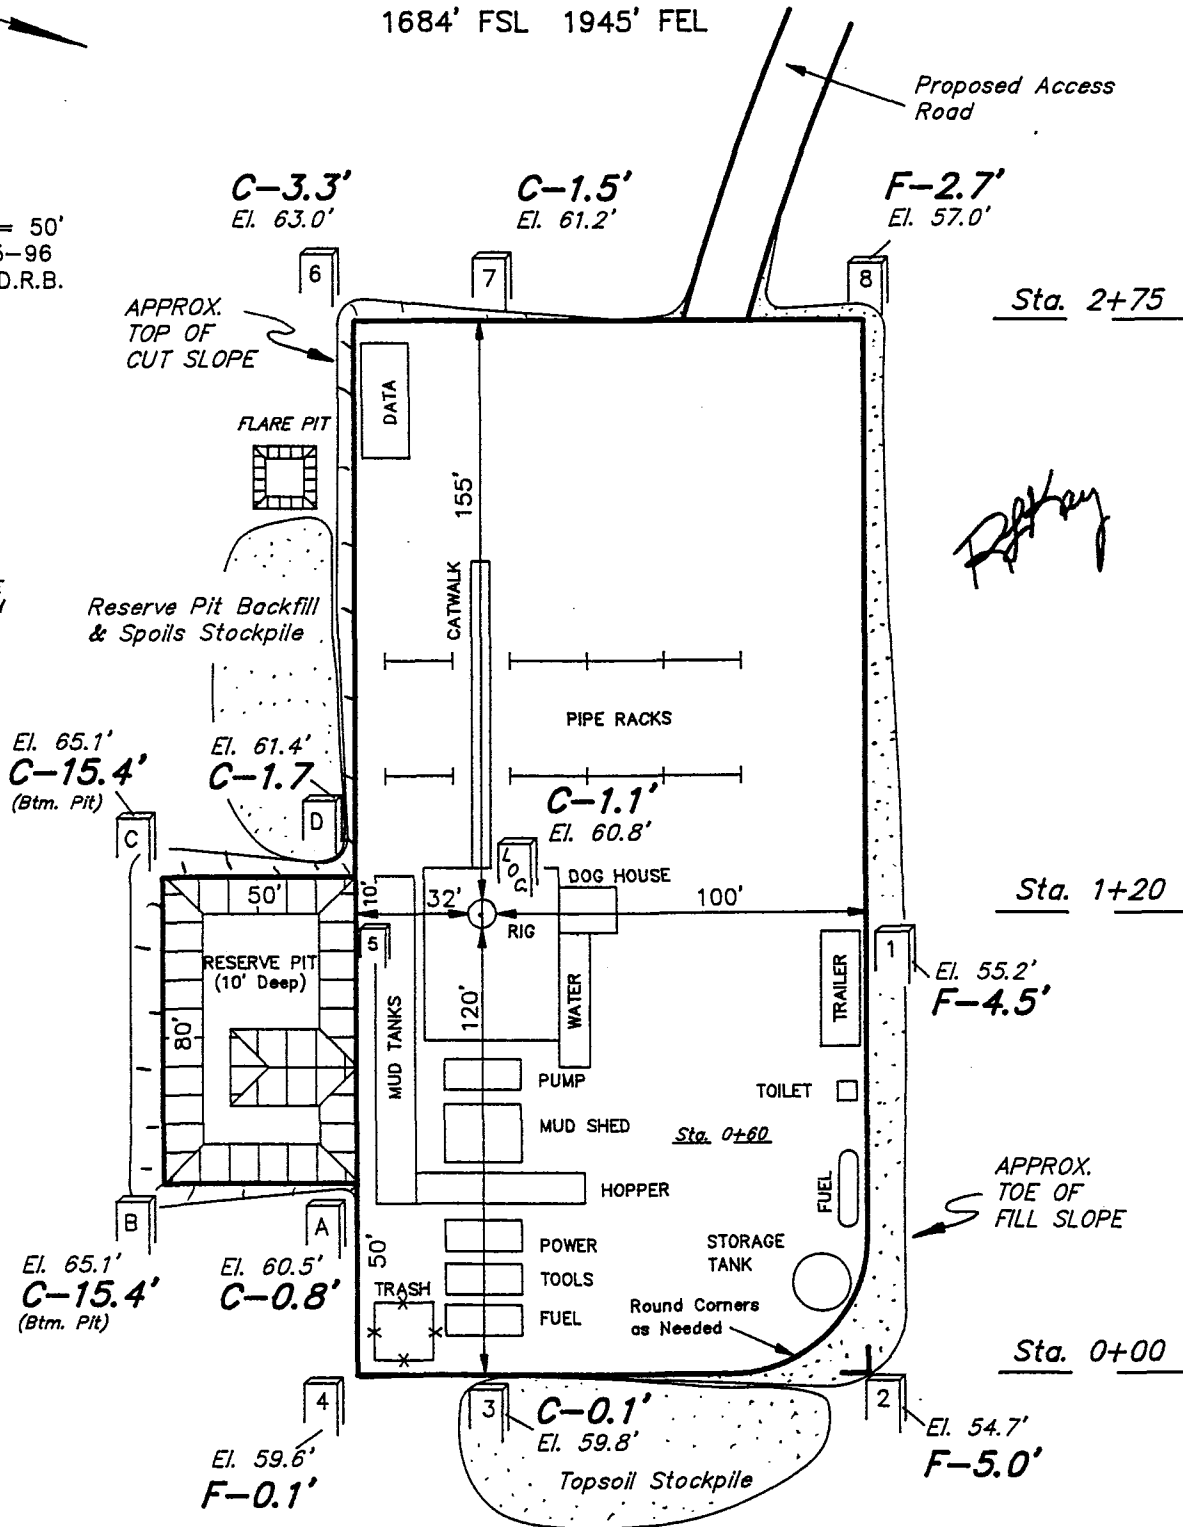 1684' FSL 1945' FEL
Proposed Access
Road
C-3.3'
El. 63.0'
C-1.5'
El. 61.2'
F-2.7'
El. 57.0'
= 50'
-96
D.R.B.
6
7
8
Sta. 2+75
APPROX.
TOP OF
CUT SLOPE
DATA
FLARE PIT
155'
CATWALK
Reserve Pit Backfill
& Spoils Stockpile
PIPE RACKS
El. 65.1'
C-15.4'
(Btm. Pit)
El. 61.4'
C-1.7
C
D
C-1.1'
El. 60.8'
LOC.
DOG HOUSE
50'
10'
32'
100'
Sta. 1+20
RIG
5
1
RESERVE PIT
(10' Deep)
El. 55.2'
F-4.5'
80'
MUD TANKS
120'
WATER
TRAILER
PUMP
TOILET
MUD SHED
Sta. 0+60
HOPPER
FUEL
APPROX.
TOE OF
FILL SLOPE
B
A
50'
El. 65.1'
C-15.4'
(Btm. Pit)
El. 60.5'
C-0.8'
POWER
STORAGE
TANK
TOOLS
TRASH
FUEL
Round Corners
as Needed
Sta. 0+00
4
3
2
C-0.1'
El. 59.8'
El. 54.7'
F-5.0'
El. 59.6'
F-0.1'
Topsoil Stockpile